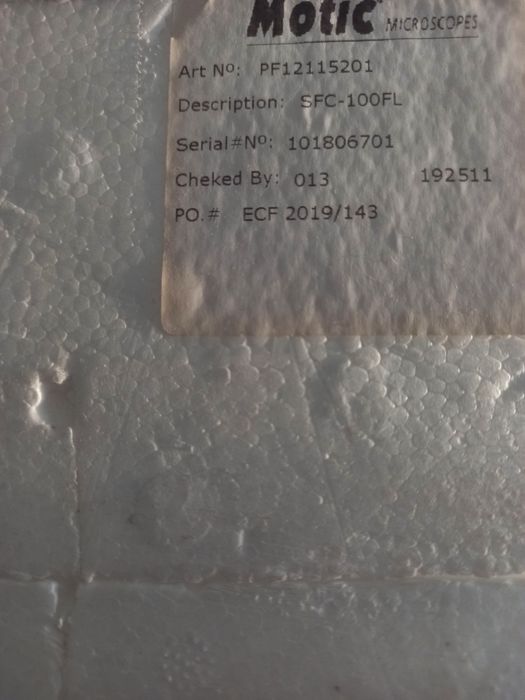 Motic MICROSCOPES
Art Nº: PF12115201
Description: SFC-100FL
Serial#Nº: 101806701
Cheked By: 013 192511
PO.# ECF 2019/143